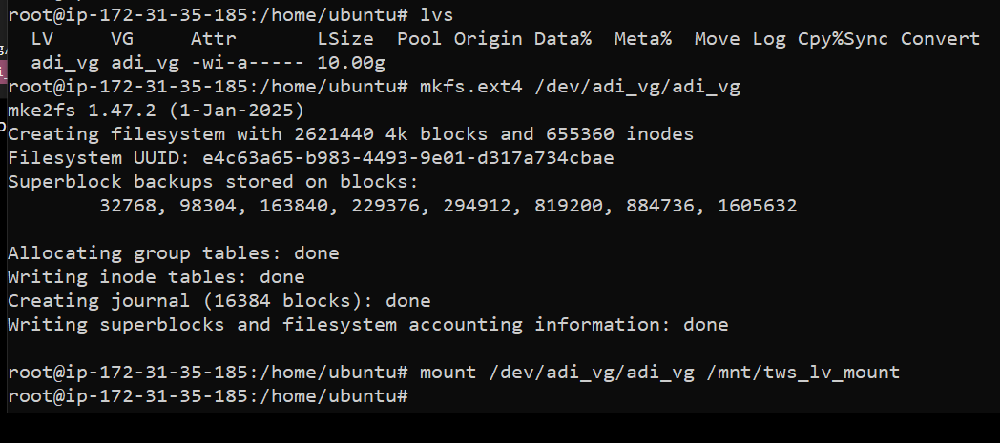 root@ip-172-31-35-185:/home/ubuntu# lvs
  LV     VG     Attr       LSize  Pool Origin Data%  Meta%  Move Log Cpy%Sync Convert
  adi_vg adi_vg -wi-a----- 10.00g
root@ip-172-31-35-185:/home/ubuntu# mkfs.ext4 /dev/adi_vg/adi_vg
mke2fs 1.47.2 (1-Jan-2025)
Creating filesystem with 2621440 4k blocks and 655360 inodes
Filesystem UUID: e4c63a65-b983-4493-9e01-d317a734cbae
Superblock backups stored on blocks:
        32768, 98304, 163840, 229376, 294912, 819200, 884736, 1605632

Allocating group tables: done
Writing inode tables: done
Creating journal (16384 blocks): done
Writing superblocks and filesystem accounting information: done

root@ip-172-31-35-185:/home/ubuntu# mount /dev/adi_vg/adi_vg /mnt/tws_lv_mount
root@ip-172-31-35-185:/home/ubuntu#